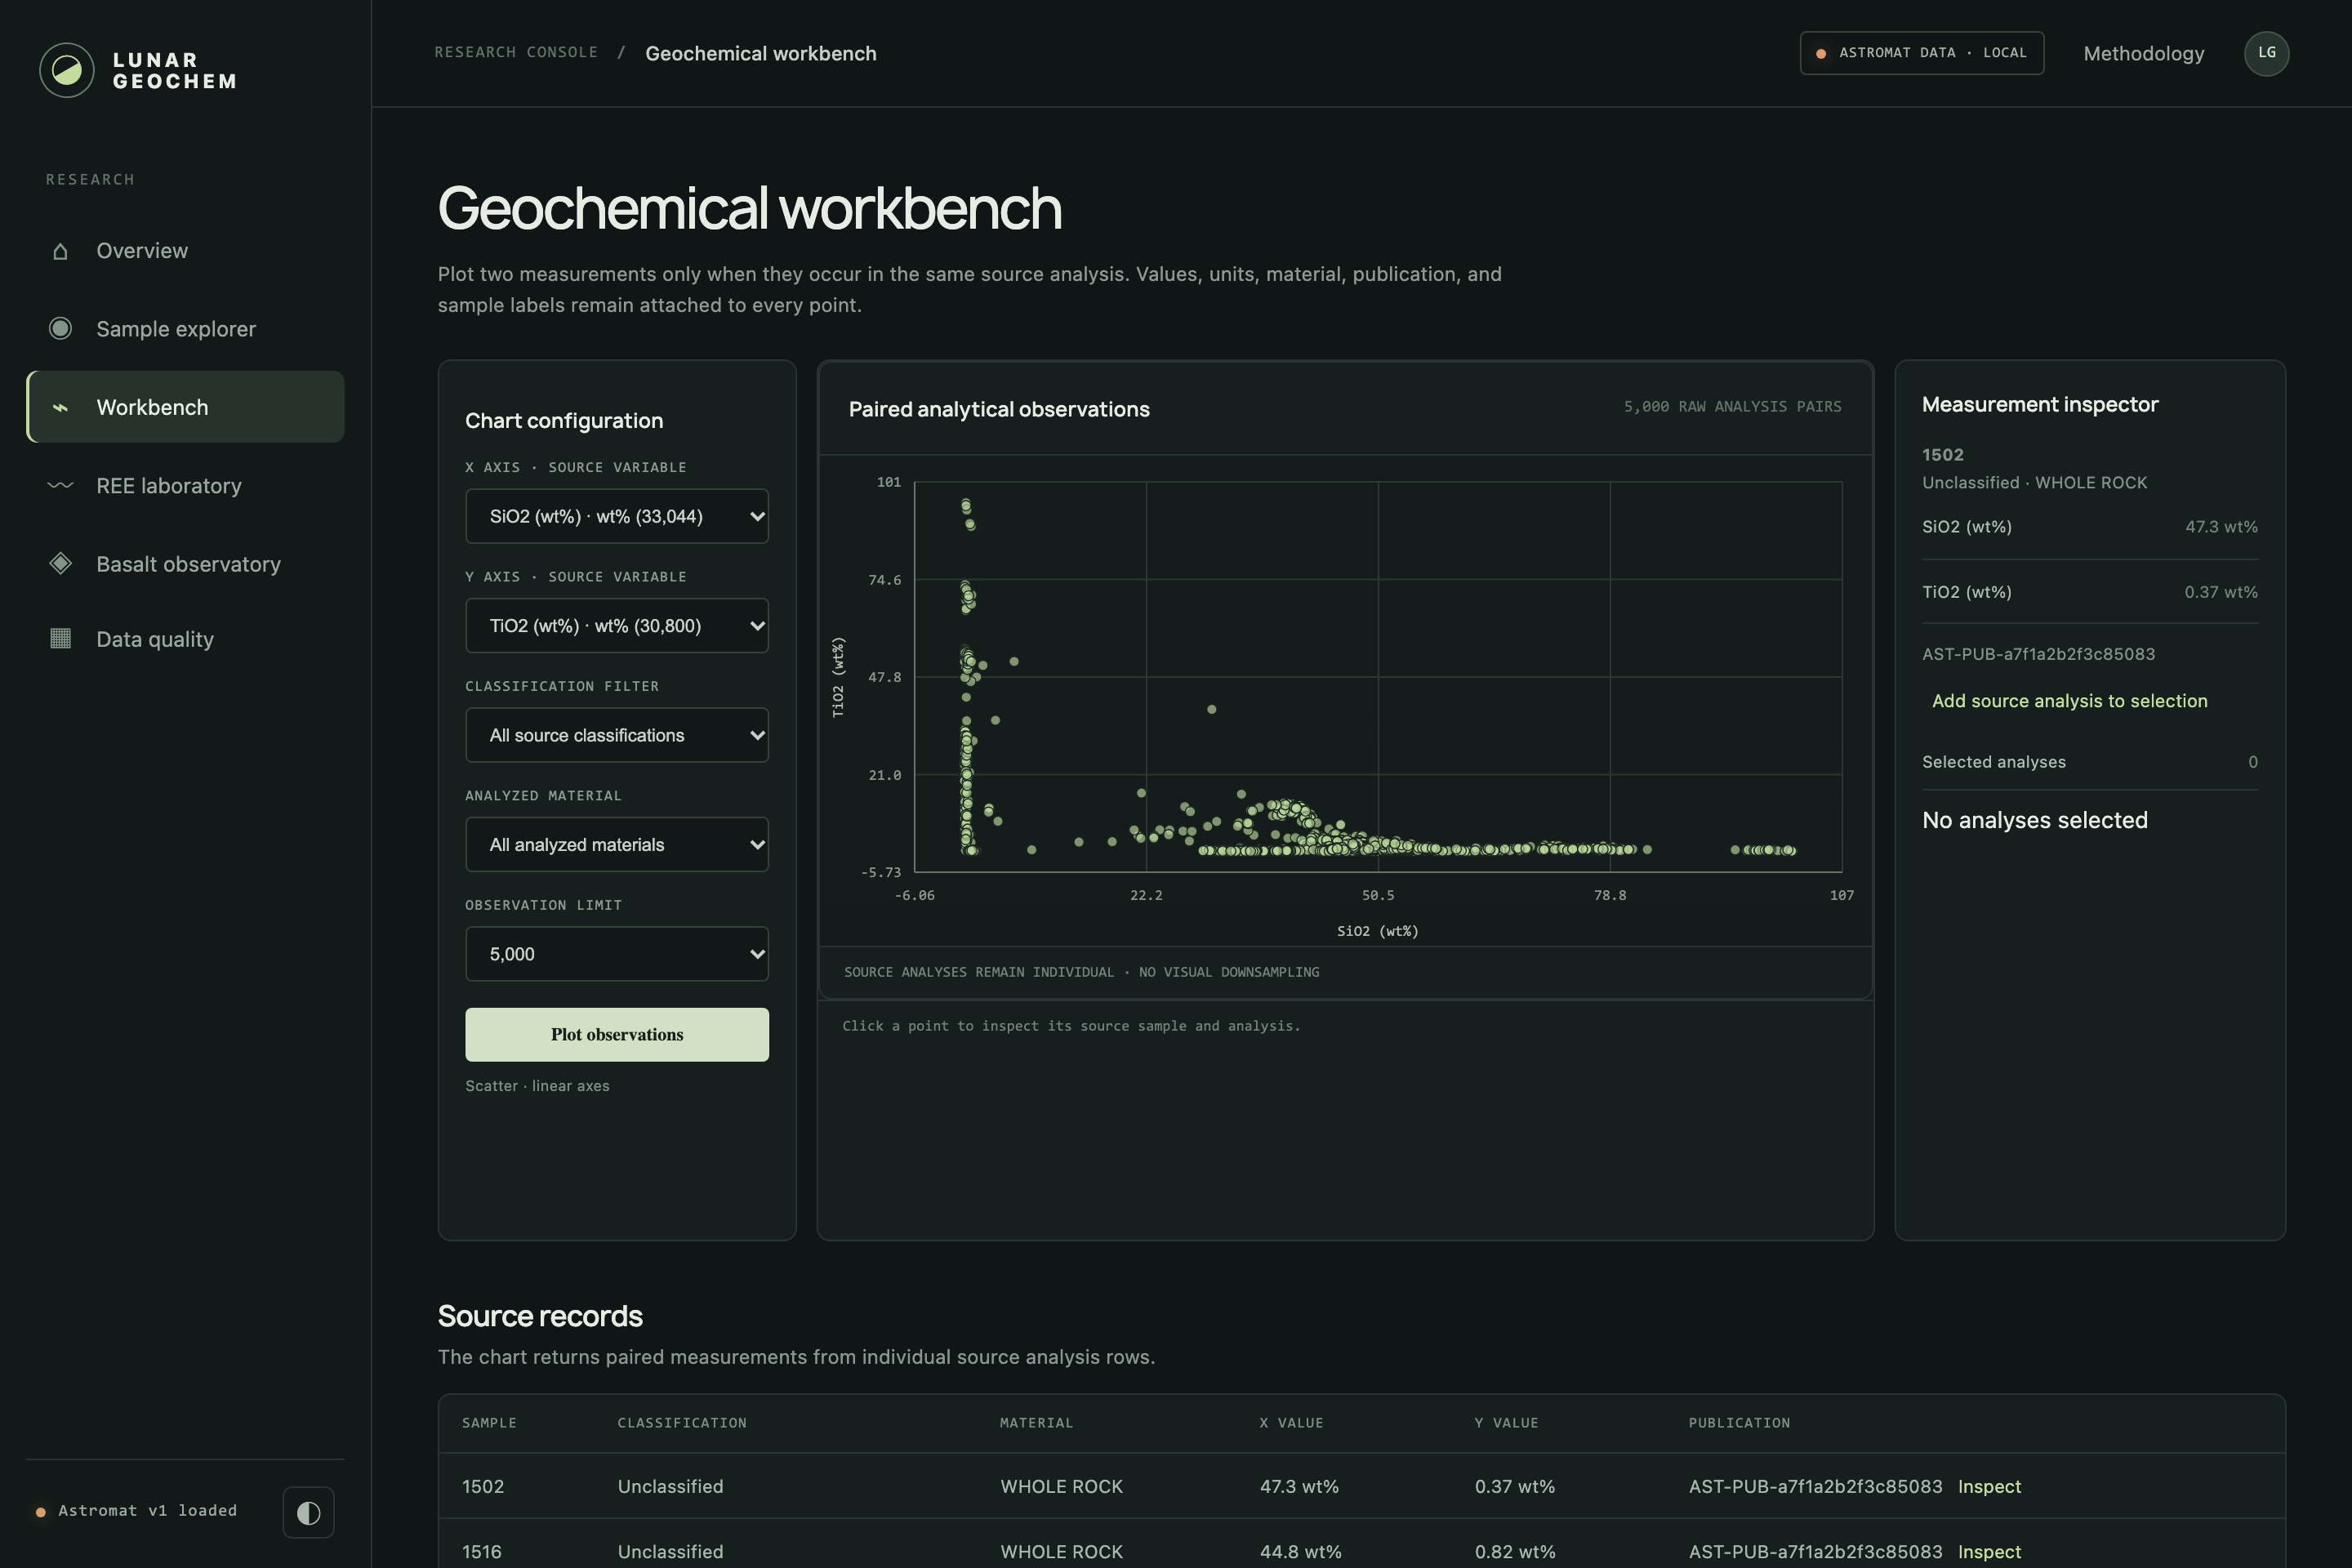 LUNAR
GEOCHEM
RESEARCH
Overview
Sample explorer
Workbench
REE laboratory
Basalt observatory
Data quality
Astromat v1 loaded
RESEARCH CONSOLE / Geochemical workbench
ASTROMAT DATA · LOCAL
Methodology
LG
Geochemical workbench
Plot two measurements only when they occur in the same source analysis. Values, units, material, publication, and
sample labels remain attached to every point.
Chart configuration
X AXIS · SOURCE VARIABLE
SiO2 (wt%) · wt% (33,044)
Y AXIS · SOURCE VARIABLE
TiO2 (wt%) · wt% (30,800)
CLASSIFICATION FILTER
All source classifications
ANALYZED MATERIAL
All analyzed materials
OBSERVATION LIMIT
5,000
Plot observations
Scatter · linear axes
Paired analytical observations
5,000 RAW ANALYSIS PAIRS
101
74.6
47.8
21.0
-5.73
TiO2 (wt%)
-6.06 22.2 50.5 78.8 107
SiO2 (wt%)
SOURCE ANALYSES REMAIN INDIVIDUAL · NO VISUAL DOWNSAMPLING
Click a point to inspect its source sample and analysis.
Measurement inspector
1502
Unclassified · WHOLE ROCK
SiO2 (wt%) 47.3 wt%
TiO2 (wt%) 0.37 wt%
AST-PUB-a7f1a2b2f3c85083
Add source analysis to selection
Selected analyses 0
No analyses selected
Source records
The chart returns paired measurements from individual source analysis rows.
SAMPLE CLASSIFICATION MATERIAL X VALUE Y VALUE PUBLICATION
1502 Unclassified WHOLE ROCK 47.3 wt% 0.37 wt% AST-PUB-a7f1a2b2f3c85083 Inspect
1516 Unclassified WHOLE ROCK 44.8 wt% 0.82 wt% AST-PUB-a7f1a2b2f3c85083 Inspect